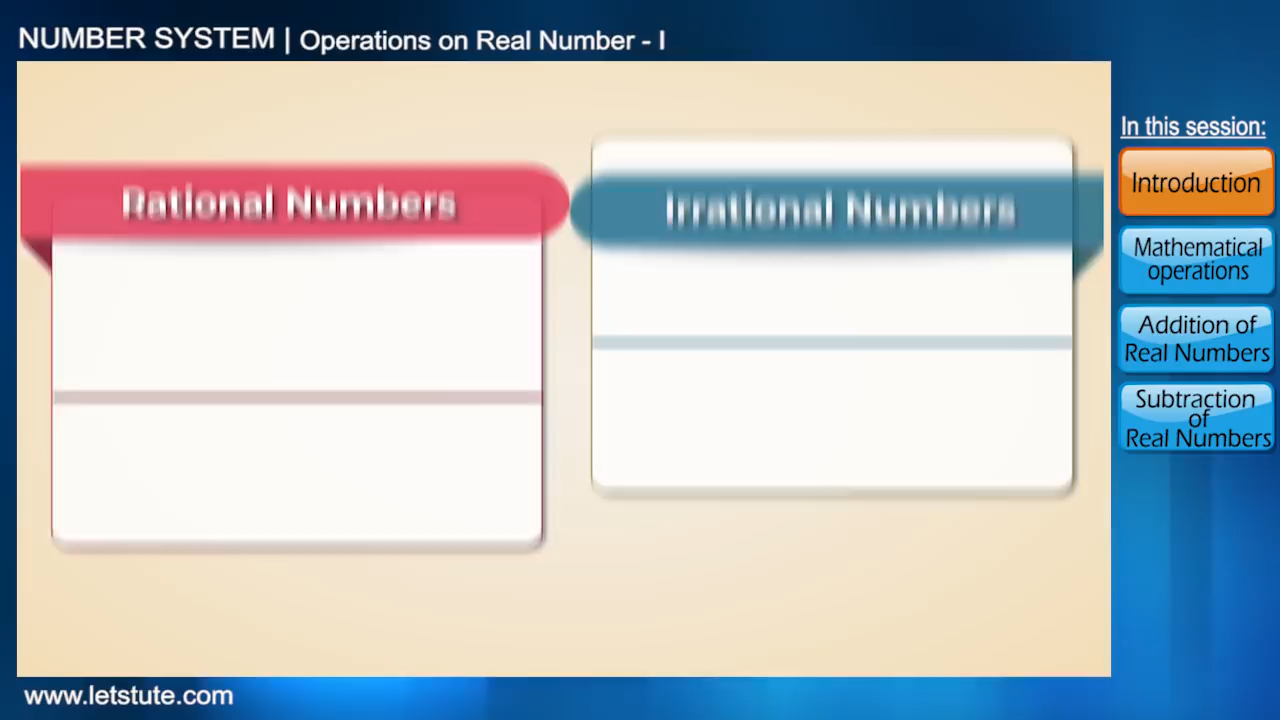 NUMBER SYSTEM | Operations on Real Number - I
Rational Numbers
Irrational Numbers
In this session:
Introduction
Mathematical
operations
Addition of
Real Numbers
Subtraction
of
Real Numbers
www.letstute.com